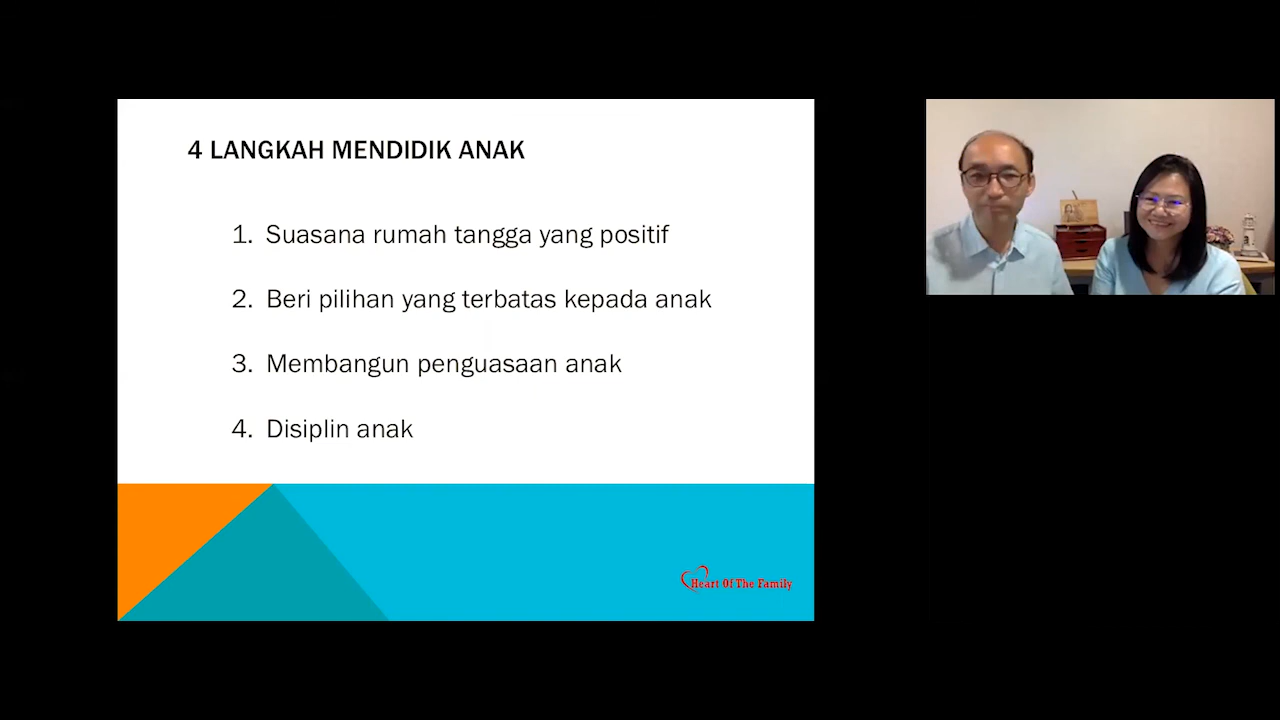 4 LANGKAH MENDIDIK ANAK
1. Suasana rumah tangga yang positif
2. Beri pilihan yang terbatas kepada anak
3. Membangun penguasaan anak
4. Disiplin anak
Heart Of The Family